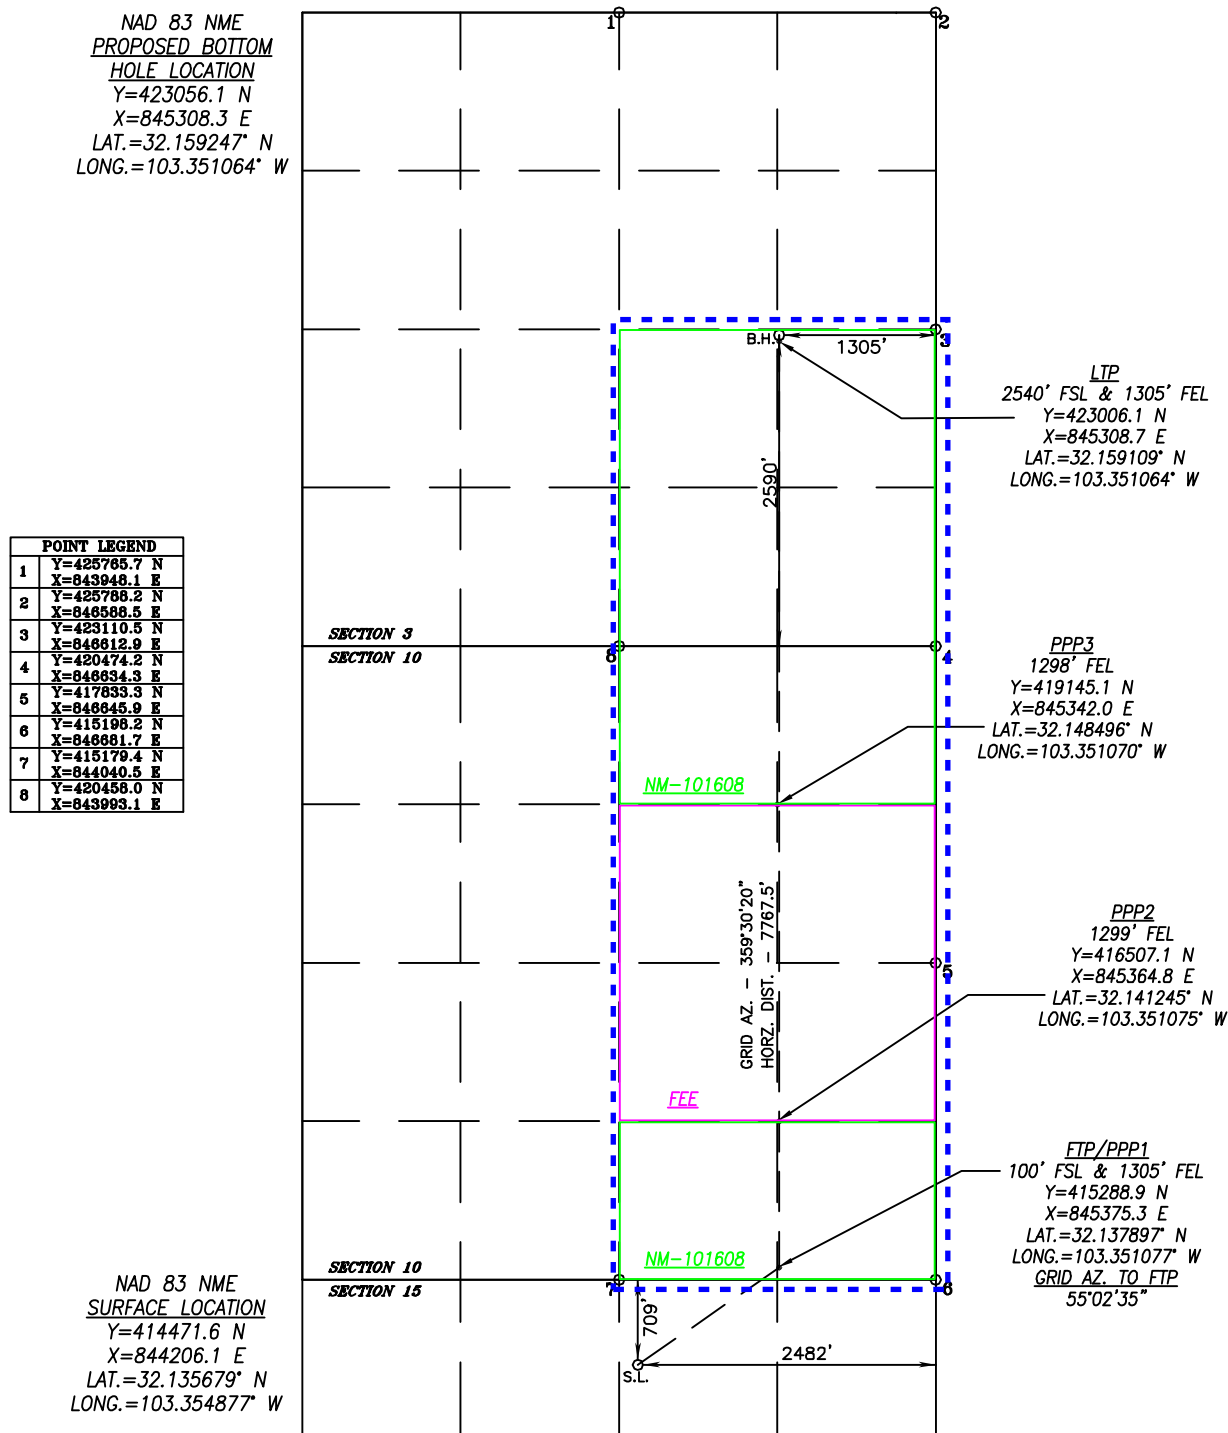 NAD 83 NME
PROPOSED BOTTOM
HOLE LOCATION
Y=423056.1 N
X=845308.3 E
LAT.=32.159247° N
LONG.=103.351064° W
1
2
B.H.
1305'
3
LTP
2540' FSL & 1305' FEL
Y=423006.1 N
X=845308.7 E
LAT.=32.159109° N
LONG.=103.351064° W
2590'
POINT LEGEND
1 Y=425765.7 N
X=843948.1 E
2 Y=425788.2 N
X=846588.5 E
3 Y=423110.5 N
X=846612.9 E
4 Y=420474.2 N
X=846634.3 E
5 Y=417833.3 N
X=846645.9 E
6 Y=415198.2 N
X=846681.7 E
7 Y=415179.4 N
X=844040.5 E
8 Y=420458.0 N
X=843993.1 E
SECTION 3
SECTION 10
8
4
PPP3
1298' FEL
Y=419145.1 N
X=845342.0 E
LAT.=32.148496° N
LONG.=103.351070° W
NM-101608
GRID AZ. - 359°30'20"
HORZ. DIST. - 7767.5'
5
PPP2
1299' FEL
Y=416507.1 N
X=845364.8 E
LAT.=32.141245° N
LONG.=103.351075° W
FEE
FTP/PPP1
100' FSL & 1305' FEL
Y=415288.9 N
X=845375.3 E
LAT.=32.137897° N
LONG.=103.351077° W
GRID AZ. TO FTP
55°02'35"
NM-101608
SECTION 10
SECTION 15
7
6
709'
2482'
S.L.
NAD 83 NME
SURFACE LOCATION
Y=414471.6 N
X=844206.1 E
LAT.=32.135679° N
LONG.=103.354877° W